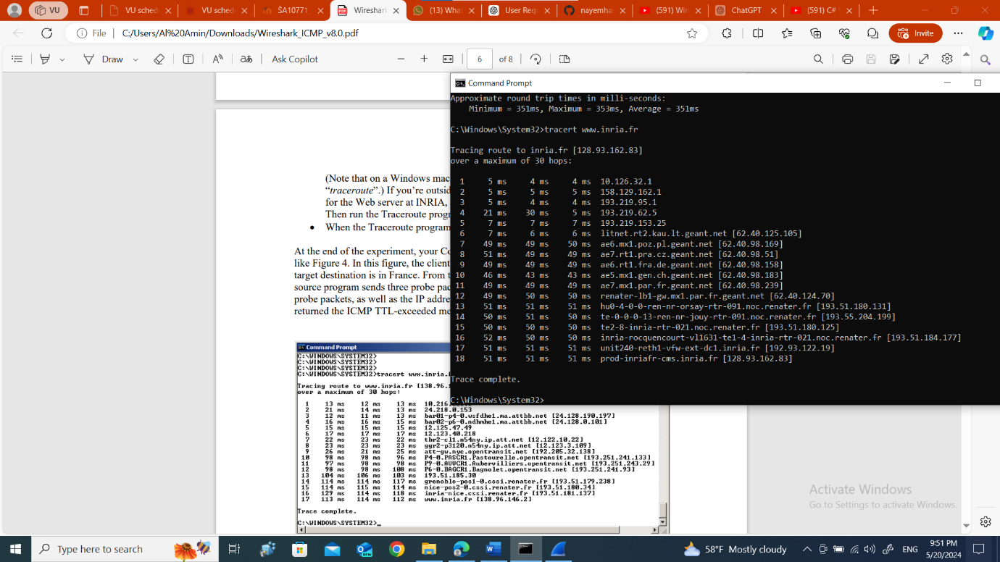 VU
VU sched
VU sched
ŠA10771_
Wireshark
(13) What
User Requ
nayemha
(591) Wir
ChatGPT
(591) C#
File
C:/Users/Al%20Amin/Downloads/Wireshark_ICMP_v8.0.pdf
Invite
Draw
Ask Copilot
6
of 8
Command Prompt
Approximate round trip times in milli-seconds:
Minimum = 351ms, Maximum = 353ms, Average = 351ms
C:\Windows\System32>tracert www.inria.fr
Tracing route to inria.fr [128.93.162.83]
over a maximum of 30 hops:
1 5 ms 4 ms 4 ms 10.126.32.1
2 5 ms 5 ms 5 ms 158.129.162.1
3 5 ms 4 ms 4 ms 193.219.95.1
4 21 ms 30 ms 5 ms 193.219.62.5
5 7 ms 7 ms 7 ms 193.219.153.25
6 7 ms 6 ms 6 ms litnet.rt2.kau.lt.geant.net [62.40.125.105]
7 49 ms 49 ms 50 ms ae6.mx1.poz.pl.geant.net [62.40.98.169]
8 51 ms 49 ms 49 ms ae7.rt1.pra.cz.geant.net [62.40.98.51]
9 49 ms 49 ms 49 ms ae6.rt1.fra.de.geant.net [62.40.98.158]
10 46 ms 43 ms 43 ms ae5.mx1.gen.ch.geant.net [62.40.98.183]
11 49 ms 49 ms 49 ms ae7.mx1.par.fr.geant.net [62.40.98.239]
12 49 ms 50 ms 50 ms renater-lb1-gw.mx1.par.fr.geant.net [62.40.124.70]
13 51 ms 51 ms 51 ms hu0-4-0-0-ren-nr-orsay-rtr-091.noc.renater.fr [193.51.180.131]
14 50 ms 51 ms 50 ms te-0-0-0-13-ren-nr-jouy-rtr-091.noc.renater.fr [193.55.204.199]
15 50 ms 50 ms 50 ms te2-8-inria-rtr-021.noc.renater.fr [193.51.180.125]
16 52 ms 50 ms 50 ms inria-rocquencourt-vl1631-te1-4-inria-rtr-021.noc.renater.fr [193.51.184.177]
17 51 ms 51 ms 51 ms unit240-reth1-vfw-ext-dc1.inria.fr [192.93.122.19]
18 51 ms 51 ms 51 ms prod-inriafr-cms.inria.fr [128.93.162.83]
Trace complete.
C:\Windows\System32>
(Note that on a Windows mac
“traceroute”.) If you’re outsid
for the Web server at INRIA,
Then run the Traceroute progr
• When the Traceroute program
At the end of the experiment, your Co
like Figure 4. In this figure, the client
target destination is in France. From t
source program sends three probe pac
probe packets, as well as the IP addre
returned the ICMP TTL-exceeded me
Command Prompt
C:\WINDOWS\SYSTEM32>
C:\WINDOWS\SYSTEM32>
C:\WINDOWS\SYSTEM32>
C:\WINDOWS\SYSTEM32>tracert www.inria.
Tracing route to www.inria.fr [138.96.1
over a maximum of 30 hops:
1 13 ms 12 ms 13 ms 10.216.
2 21 ms 14 ms 13 ms 24.218.0.153
3 12 ms 11 ms 13 ms bar01-p4-0.wsfdhe1.ma.attbb.net [24.128.190.197]
4 16 ms 16 ms 15 ms bar02-p6-0.ndhmhe1.ma.attbb.net [24.128.0.101]
5 15 ms 15 ms 15 ms 12.125.47.49
6 17 ms 17 ms 17 ms 12.123.40.218
7 22 ms 23 ms 22 ms tbr2-cl1.n54ny.ip.att.net [12.122.10.22]
8 23 ms 23 ms 23 ms ggr2-p3120.n54ny.ip.att.net [12.123.3.109]
9 26 ms 21 ms 25 ms att-gw.nyc.opentransit.net [192.205.32.138]
10 98 ms 98 ms 96 ms P4-0.PASCR1.Pastourelle.opentransit.net [193.251.241.133]
11 97 ms 98 ms 98 ms P9-0.AUVCR1.Aubervilliers.opentransit.net [193.251.243.29]
12 98 ms 98 ms 108 ms P6-0.BAGCR1.Bagnolet.opentransit.net [193.251.241.93]
13 104 ms 106 ms 103 ms 193.51.185.30
14 114 ms 114 ms 117 ms grenoble-pos1-0.cssi.renater.fr [193.51.179.238]
15 114 ms 115 ms 114 ms nice-pos2-0.cssi.renater.fr [193.51.180.34]
16 129 ms 114 ms 118 ms inria-nice.cssi.renater.fr [193.51.181.137]
17 113 ms 114 ms 112 ms www.inria.fr [138.96.146.2]
Trace complete.
C:\WINDOWS\SYSTEM32>_
Activate Windows
Go to Settings to activate Windows.
Type here to search
58°F Mostly cloudy
ENG
9:51 PM
5/20/2024